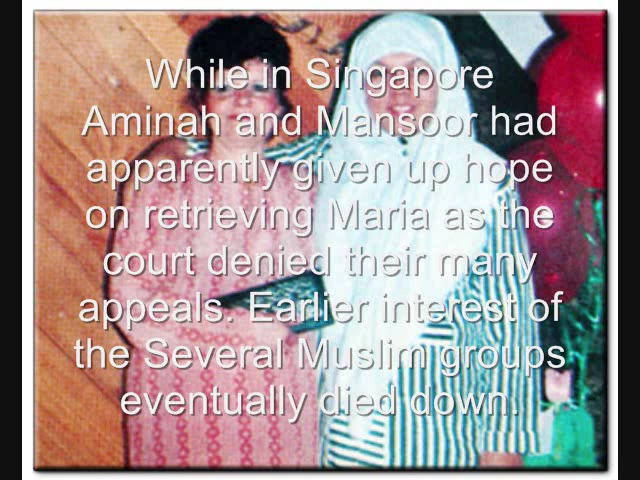 While in Singapore
Aminah and Mansoor had
apparently given up hope
on retrieving Maria as the
court denied their many
appeals. Earlier interest of
the Several Muslim groups
eventually died down.